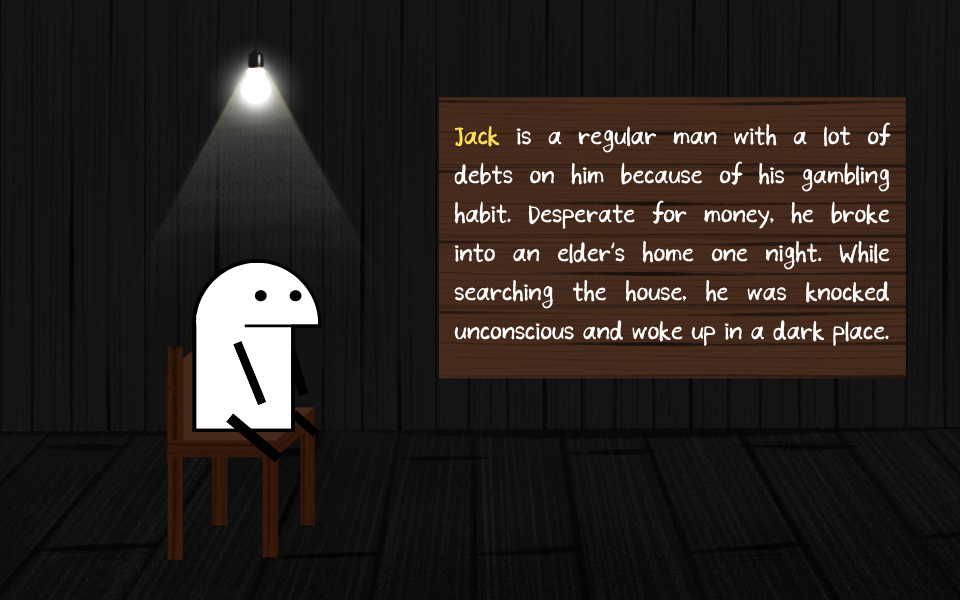 Jack is a regular man with a lot of
debts on him because of his gambling
habit. Desperate for money, he broke
into an elder's home one night. While
searching the house, he was knocked
unconscious and woke up in a dark place.